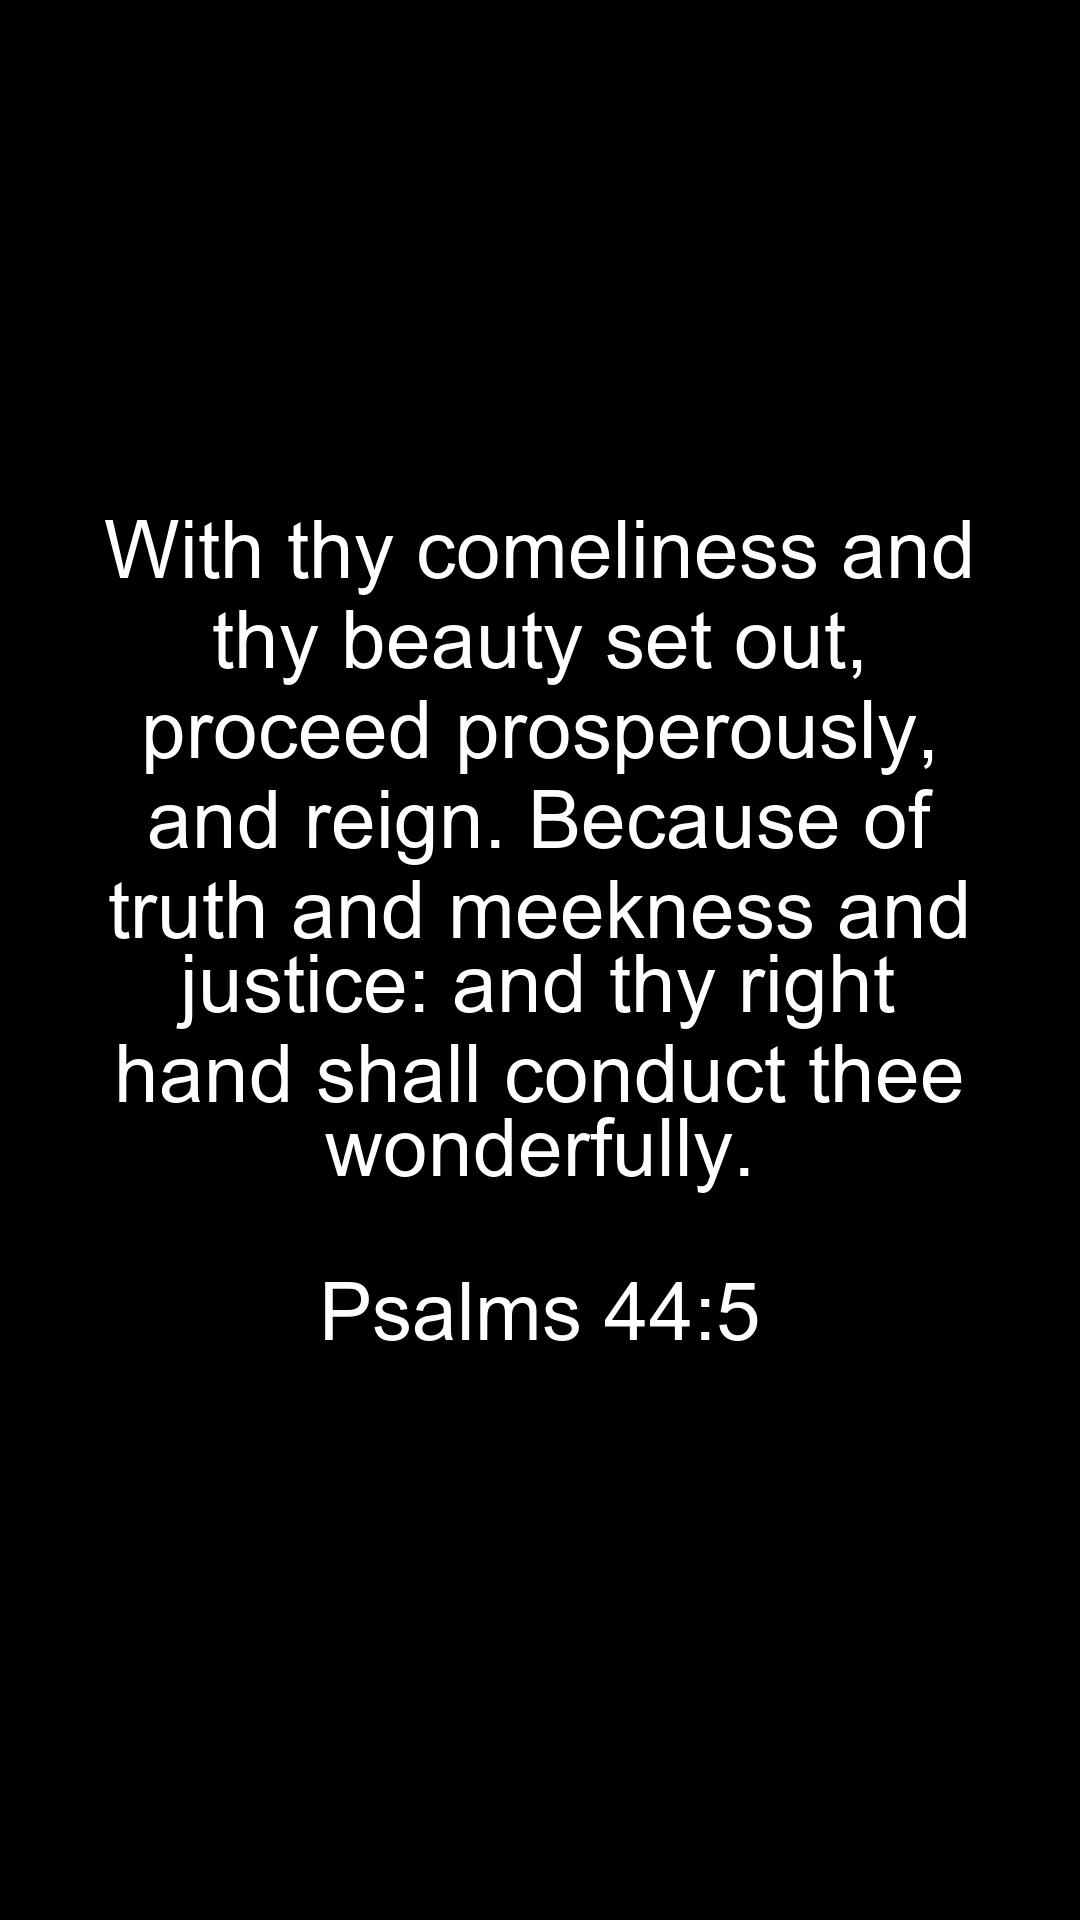 With thy comeliness and
thy beauty set out,
proceed prosperously,
and reign. Because of
truth and meekness and
justice: and thy right
hand shall conduct thee
wonderfully.
Psalms 44:5